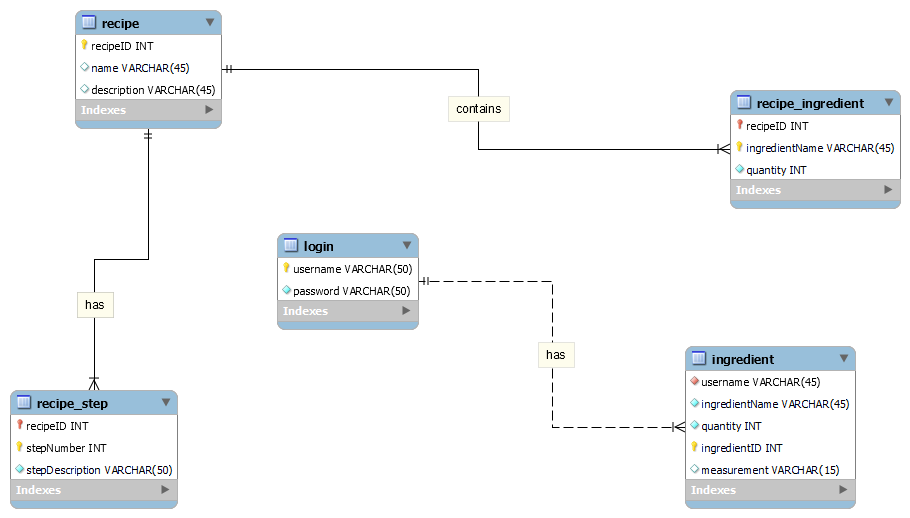 recipe
recipeID INT
name VARCHAR(45)
description VARCHAR(45)
Indexes
contains
recipe_ingredient
recipeID INT
ingredientName VARCHAR(45)
quantity INT
Indexes
login
username VARCHAR(50)
password VARCHAR(50)
Indexes
has
has
ingredient
username VARCHAR(45)
ingredientName VARCHAR(45)
quantity INT
ingredientID INT
measurement VARCHAR(15)
Indexes
recipe_step
recipeID INT
stepNumber INT
stepDescription VARCHAR(50)
Indexes